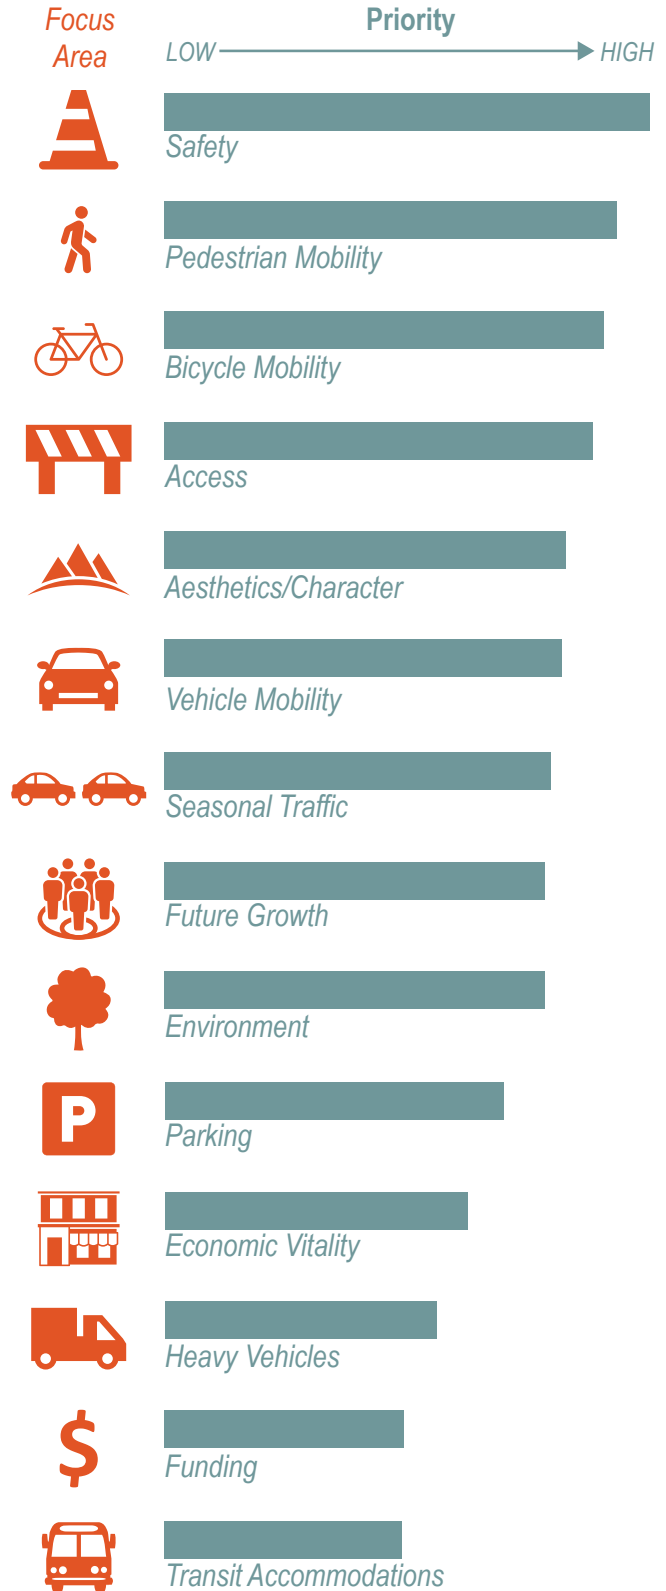 Focus
Area
Priority
LOW
HIGH
Safety
Pedestrian Mobility
Bicycle Mobility
Access
Aesthetics/Character
Vehicle Mobility
Seasonal Traffic
Future Growth
Environment
P
Parking
Economic Vitality
Heavy Vehicles
$
Funding
Transit Accommodations